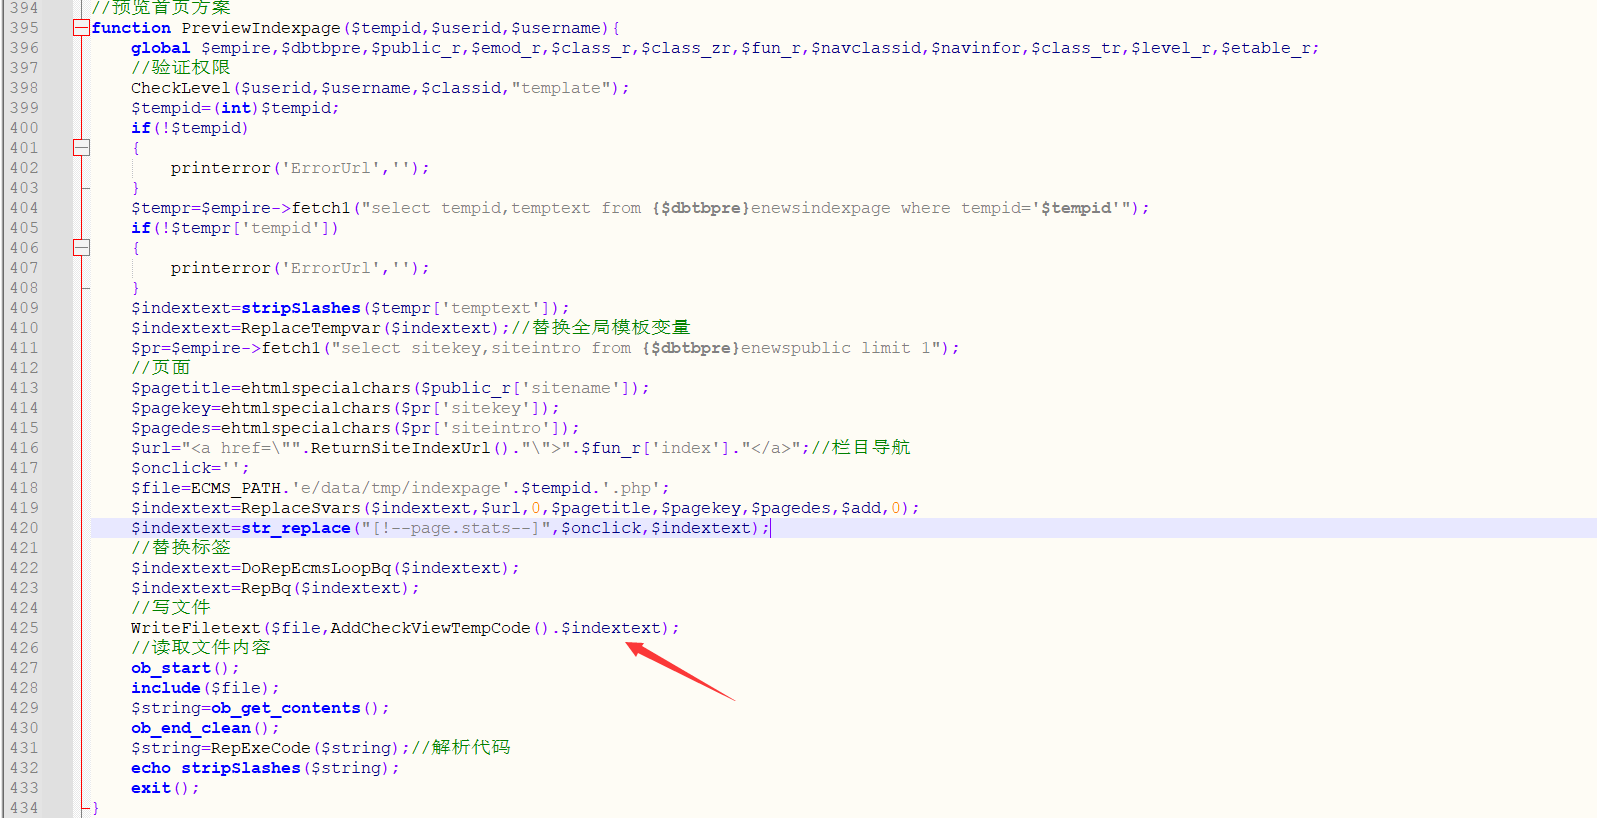 394 //预览首页方案
395 function PreviewIndexpage($tempid,$userid,$username){
396 global $empire,$dbtbpre,$public_r,$emod_r,$class_r,$class_zr,$fun_r,$navclassid,$navinfor,$class_tr,$level_r,$etable_r;
397 //验证权限
398 CheckLevel($userid,$username,$classid,"template");
399 $tempid=(int)$tempid;
400 if(!$tempid)
401 {
402 printerror('ErrorUrl','');
403 }
404 $tempr=$empire->fetch1("select tempid,temptext from {$dbtbpre}enewsindexpage where tempid='$tempid'");
405 if(!$tempr['tempid'])
406 {
407 printerror('ErrorUrl','');
408 }
409 $indextext=stripSlashes($tempr['temptext']);
410 $indextext=ReplaceTempvar($indextext);//替换全局模板变量
411 $pr=$empire->fetch1("select sitekey,siteintro from {$dbtbpre}enewspublic limit 1");
412 //页面
413 $pagetitle=ehtmlspecialchars($public_r['sitename']);
414 $pagekey=ehtmlspecialchars($pr['sitekey']);
415 $pagedes=ehtmlspecialchars($pr['siteintro']);
416 $url="<a href=\"".ReturnSiteIndexUrl()."\">".$fun_r['index']."</a>";//栏目导航
417 $onclick='';
418 $file=ECMS_PATH.'e/data/tmp/indexpage'.$tempid.'.php';
419 $indextext=ReplaceSvars($indextext,$url,0,$pagetitle,$pagekey,$pagedes,$add,0);
420 $indextext=str_replace("[!--page.stats--]",$onclick,$indextext);
421 //替换标签
422 $indextext=DoRepEcmsLoopBq($indextext);
423 $indextext=RepBq($indextext);
424 //写文件
425 WriteFiletext($file,AddCheckViewTempCode().$indextext);
426 //读取文件内容
427 ob_start();
428 include($file);
429 $string=ob_get_contents();
430 ob_end_clean();
431 $string=RepExeCode($string);//解析代码
432 echo stripSlashes($string);
433 exit();
434 }